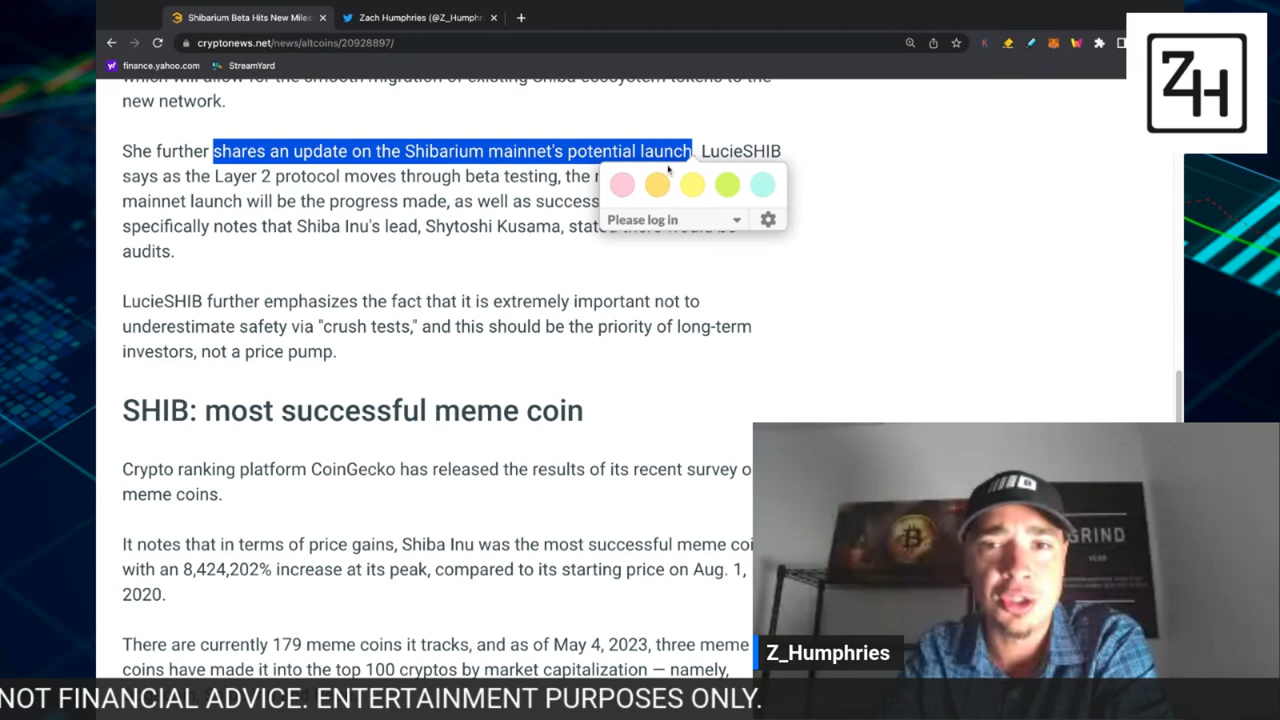 Shibarium Beta Hits New Miles
Zach Humphries (@Z_Humphr
cryptonews.net/news/altcoins/20928897/
finance.yahoo.com
StreamYard
ZH
new network.
She further shares an update on the Shibarium mainnet's potential launch. LucieSHIB
says as the Layer 2 protocol moves through beta testing, the
mainnet launch will be the progress made, as well as
specifically notes that Shiba Inu's lead, Shytoshi Kusama,
audits.
Please log in
LucieSHIB further emphasizes the fact that it is extremely important not to
underestimate safety via "crush tests," and this should be the priority of long-term
investors, not a price pump.
SHIB: most successful meme coin
Crypto ranking platform CoinGecko has released the results of its recent survey o
meme coins.
It notes that in terms of price gains, Shiba Inu was the most successful meme coi
with an 8,424,202% increase at its peak, compared to its starting price on Aug. 1,
2020.
There are currently 179 meme coins it tracks, and as of May 4, 2023, three meme
coins have made it into the top 100 cryptos by market capitalization — namely,
GRIND
Z_Humphries
NOT FINANCIAL ADVICE. ENTERTAINMENT PURPOSES ONLY.